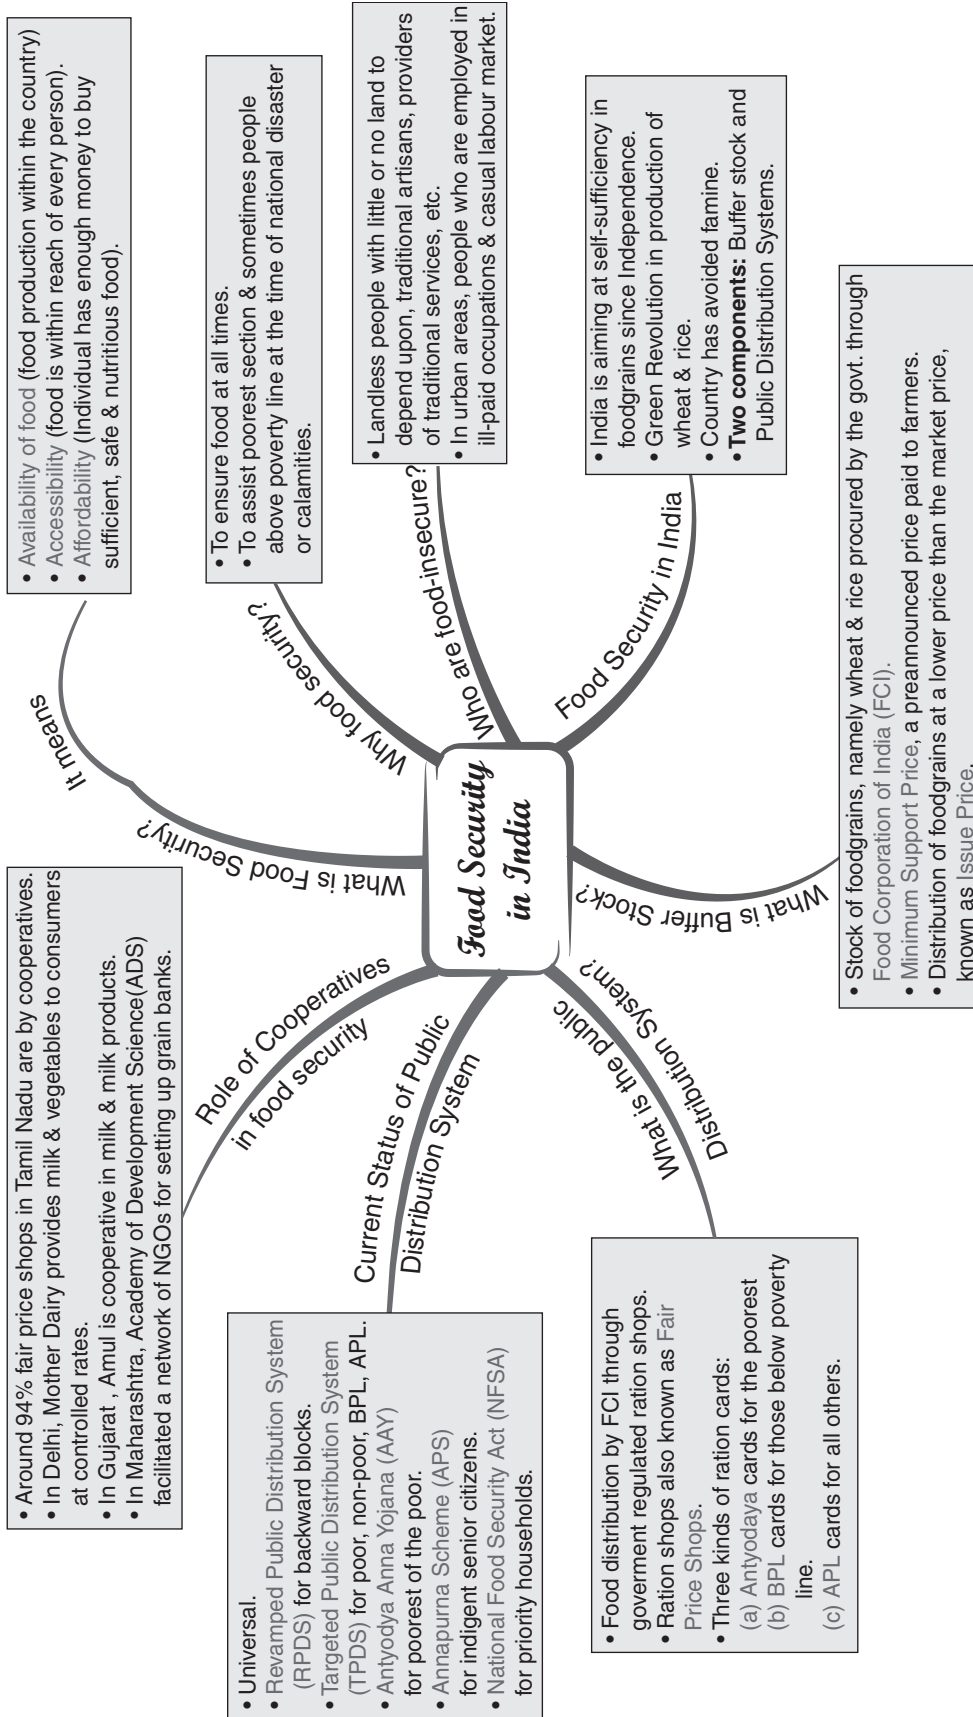 Food Security
in India
What is Food Security?
It means
• Availability of food (food production within the country)
• Accessibility (food is within reach of every person).
• Affordability (Individual has enough money to buy
sufficient, safe & nutritious food).
Why food security?
• To ensure food at all times.
• To assist poorest section & sometimes people
above poverty line at the time of national disaster
or calamities.
Who are food-insecure?
• Landless people with little or no land to
depend upon, traditional artisans, providers
of traditional services, etc.
• In urban areas, people who are employed in
ill-paid occupations & casual labour market.
Food Security in India
• India is aiming at self-sufficiency in
foodgrains since Independence.
• Green Revolution in production of
wheat & rice.
• Country has avoided famine.
• Two components: Buffer stock and
Public Distribution Systems.
What is Buffer Stock?
• Stock of foodgrains, namely wheat & rice procured by the govt. through
Food Corporation of India (FCI).
• Minimum Support Price, a preannounced price paid to farmers.
• Distribution of foodgrains at a lower price than the market price,
known as Issue Price.
What is the public
Distribution System?
• Food distribution by FCI through
goverment regulated ration shops.
• Ration shops also known as Fair
Price Shops.
• Three kinds of ration cards:
(a) Antyodaya cards for the poorest
(b) BPL cards for those below poverty
line.
(c) APL cards for all others.
Current Status of Public
Distribution System
• Universal.
• Revamped Public Distribution System
(RPDS) for backward blocks.
• Targeted Public Distribution System
(TPDS) for poor, non-poor, BPL, APL.
• Antyodya Anna Yojana (AAY)
for poorest of the poor.
• Annapurna Scheme (APS)
for indigent senior citizens.
• National Food Security Act (NFSA)
for priority households.
Role of Cooperatives
in food security
• Around 94% fair price shops in Tamil Nadu are by cooperatives.
• In Delhi, Mother Dairy provides milk & vegetables to consumers
at controlled rates.
• In Gujarat , Amul is cooperative in milk & milk products.
• In Maharashtra, Academy of Development Science(ADS)
facilitated a network of NGOs for setting up grain banks.